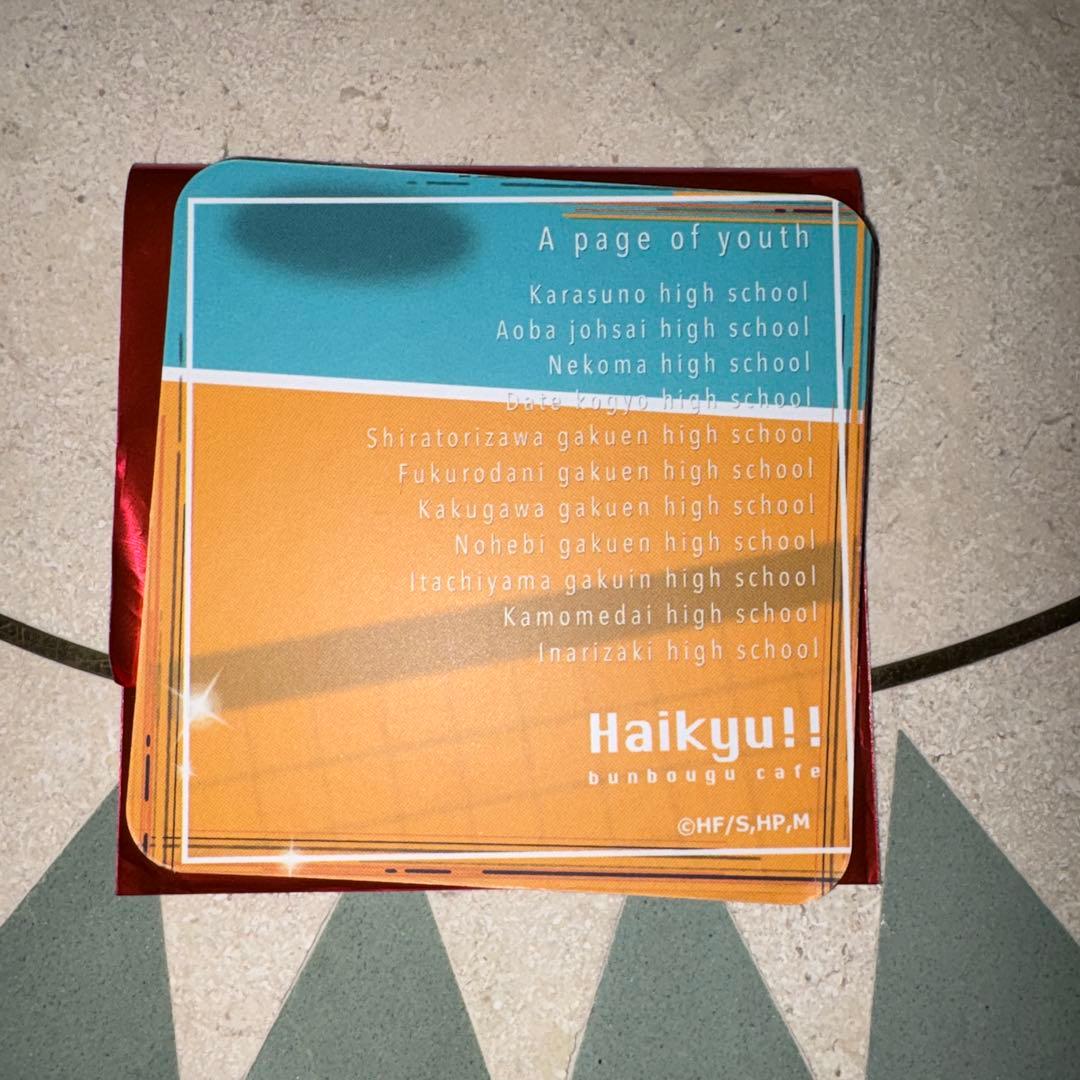 A page of youth
Karasuno high school
Aoba johsai high school
Nekoma high school
Date kogyo high school
Shiratorizawa gakuen high school
Fukurodani gakuen high school
Kakugawa gakuen high school
Nohebi gakuen high school
Itachiyama gakuin high school
Kamomedai high school
Inarizaki high school
Haikyu!!
bunbougu cafe
©HF/S,HP,M